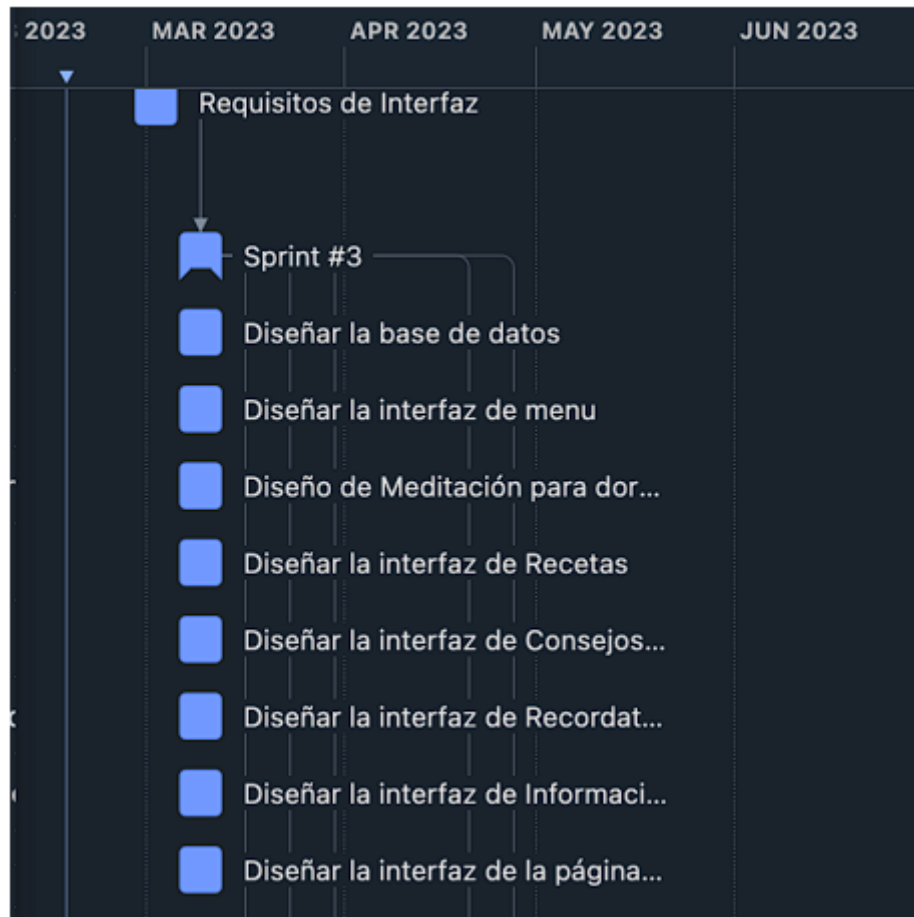 2023
MAR 2023
APR 2023
MAY 2023
JUN 2023
Requisitos de Interfaz
Sprint #3
Diseñar la base de datos
Diseñar la interfaz de menu
Diseño de Meditación para dor...
Diseñar la interfaz de Recetas
Diseñar la interfaz de Consejos...
Diseñar la interfaz de Recordat...
Diseñar la interfaz de Informaci...
Diseñar la interfaz de la página...